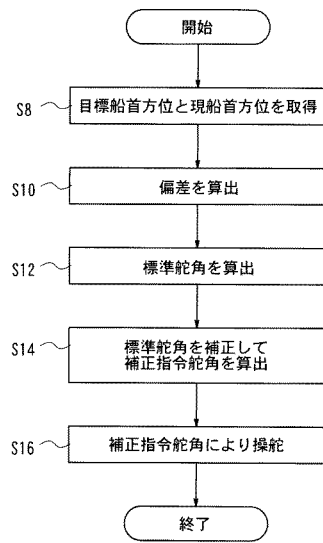 開始
S8
目標船首方位と現船首方位を取得
S10
偏差を算出
S12
標準舵角を算出
S14
標準舵角を補正して
補正指令舵角を算出
S16
補正指令舵角により操舵
終了